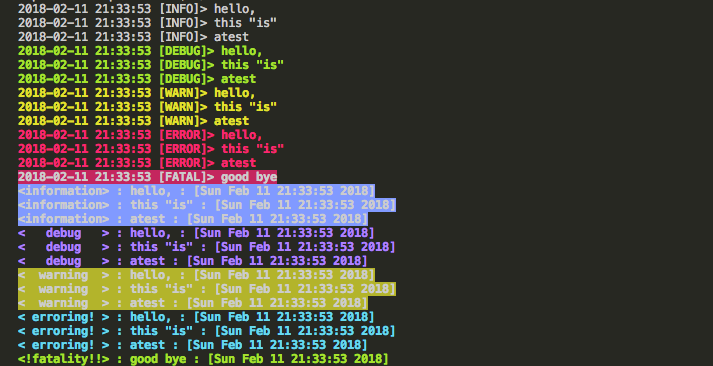 2018-02-11 21:33:53 [INFO]> hello,
2018-02-11 21:33:53 [INFO]> this "is"
2018-02-11 21:33:53 [INFO]> atest
2018-02-11 21:33:53 [DEBUG]> hello,
2018-02-11 21:33:53 [DEBUG]> this "is"
2018-02-11 21:33:53 [DEBUG]> atest
2018-02-11 21:33:53 [WARN]> hello,
2018-02-11 21:33:53 [WARN]> this "is"
2018-02-11 21:33:53 [WARN]> atest
2018-02-11 21:33:53 [ERROR]> hello,
2018-02-11 21:33:53 [ERROR]> this "is"
2018-02-11 21:33:53 [ERROR]> atest
2018-02-11 21:33:53 [FATAL]> good bye
<information> : hello, : [Sun Feb 11 21:33:53 2018]
<information> : this "is" : [Sun Feb 11 21:33:53 2018]
<information> : atest : [Sun Feb 11 21:33:53 2018]
<   debug   > : hello, : [Sun Feb 11 21:33:53 2018]
<   debug   > : this "is" : [Sun Feb 11 21:33:53 2018]
<   debug   > : atest : [Sun Feb 11 21:33:53 2018]
<  warning  > : hello, : [Sun Feb 11 21:33:53 2018]
<  warning  > : this "is" : [Sun Feb 11 21:33:53 2018]
<  warning  > : atest : [Sun Feb 11 21:33:53 2018]
< erroring! > : hello, : [Sun Feb 11 21:33:53 2018]
< erroring! > : this "is" : [Sun Feb 11 21:33:53 2018]
< erroring! > : atest : [Sun Feb 11 21:33:53 2018]
<!fatality!!> : good bye : [Sun Feb 11 21:33:53 2018]